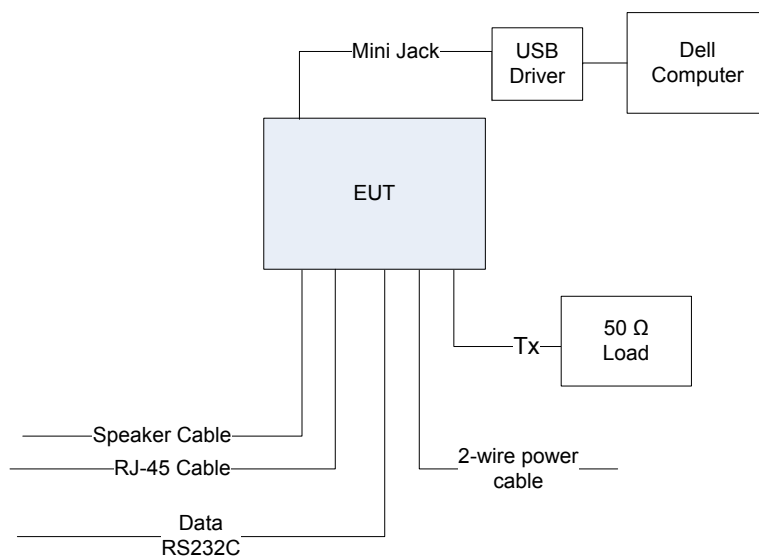 Mini Jack
USB
Driver
Dell
Computer
EUT
50 Ω
Load
Tx
Speaker Cable
RJ-45 Cable
2-wire power
cable
Data
RS232C